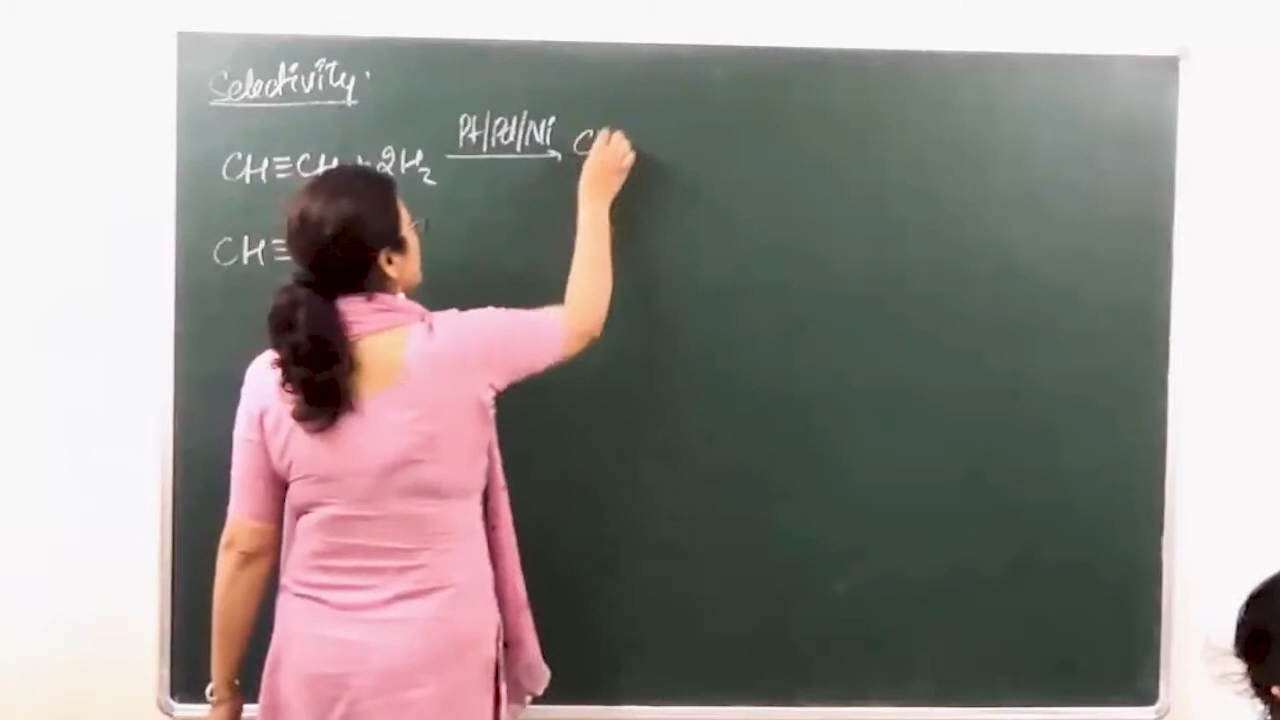 Selectivity.
CH≡CH + 2H₂ Pt/Pd/Ni → C
CH≡